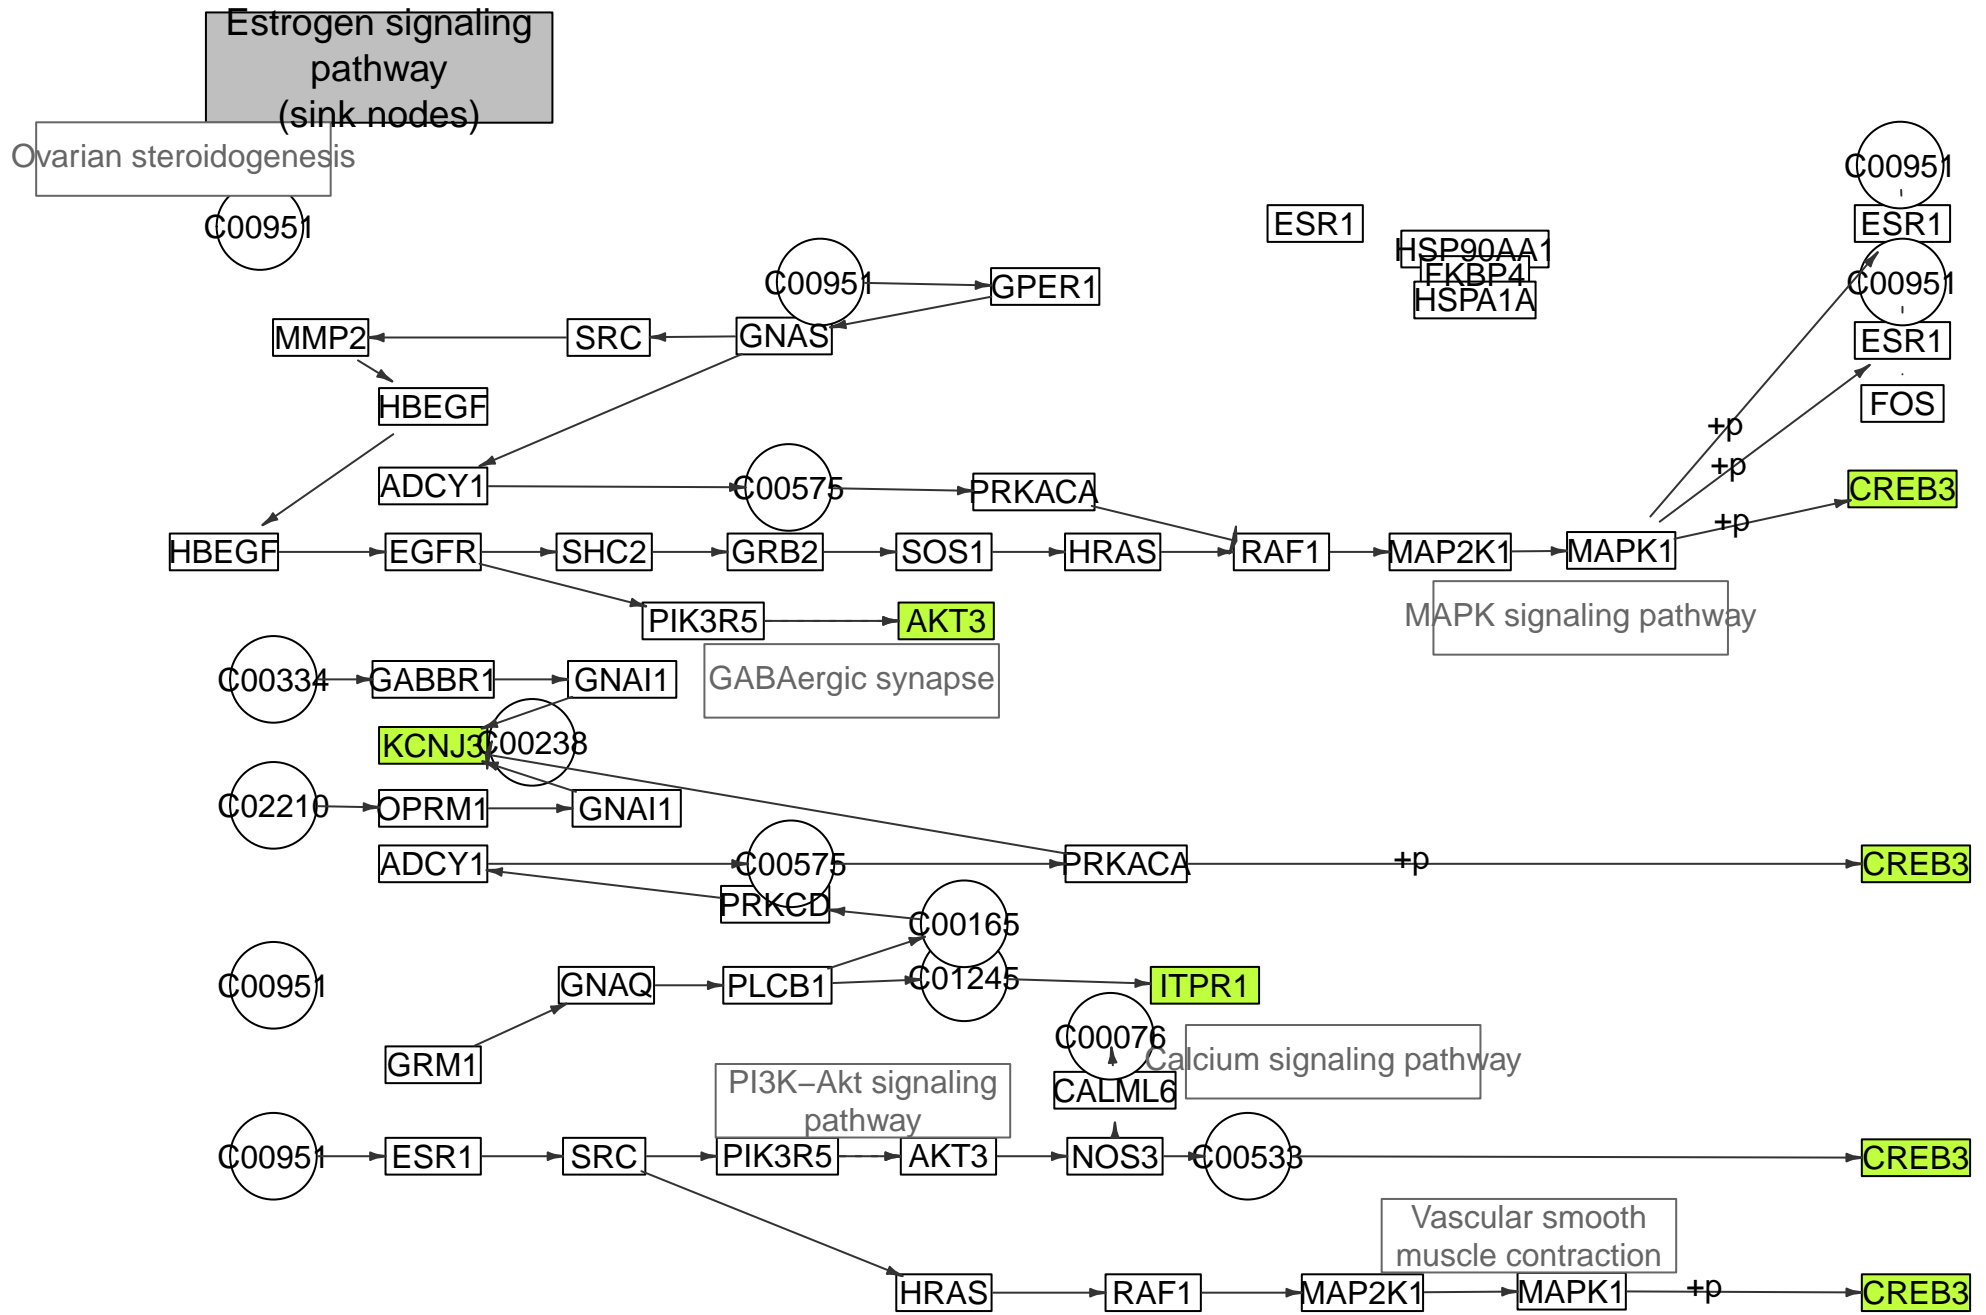 Estrogen signaling
pathway
(sink nodes)
Ovarian steroidogenesis
C00951
C00951
ESR1
ESR1
C00951
HSP90AA1
FKBP4
HSPA1A
C00951
GPER1
C00951
MMP2
SRC
GNAS
ESR1
HBEGF
FOS
+p
+p
ADCY1
C00575
PRKACA
CREB3
+p
HBEGF
EGFR
SHC2
GRB2
SOS1
HRAS
RAF1
MAP2K1
MAPK1
PIK3R5
AKT3
MAPK signaling pathway
C00334
GABBR1
GNAI1
GABAergic synapse
KCNJ3
C00238
C02210
OPRM1
GNAI1
ADCY1
C00575
PRKACA
+p
CREB3
PRKCD
C00165
C00951
GNAQ
PLCB1
C01245
ITPR1
C00076
Calcium signaling pathway
GRM1
PI3K–Akt signaling
pathway
CALML6
C00951
ESR1
SRC
PIK3R5
AKT3
NOS3
C00533
CREB3
Vascular smooth
muscle contraction
HRAS
RAF1
MAP2K1
MAPK1
+p
CREB3